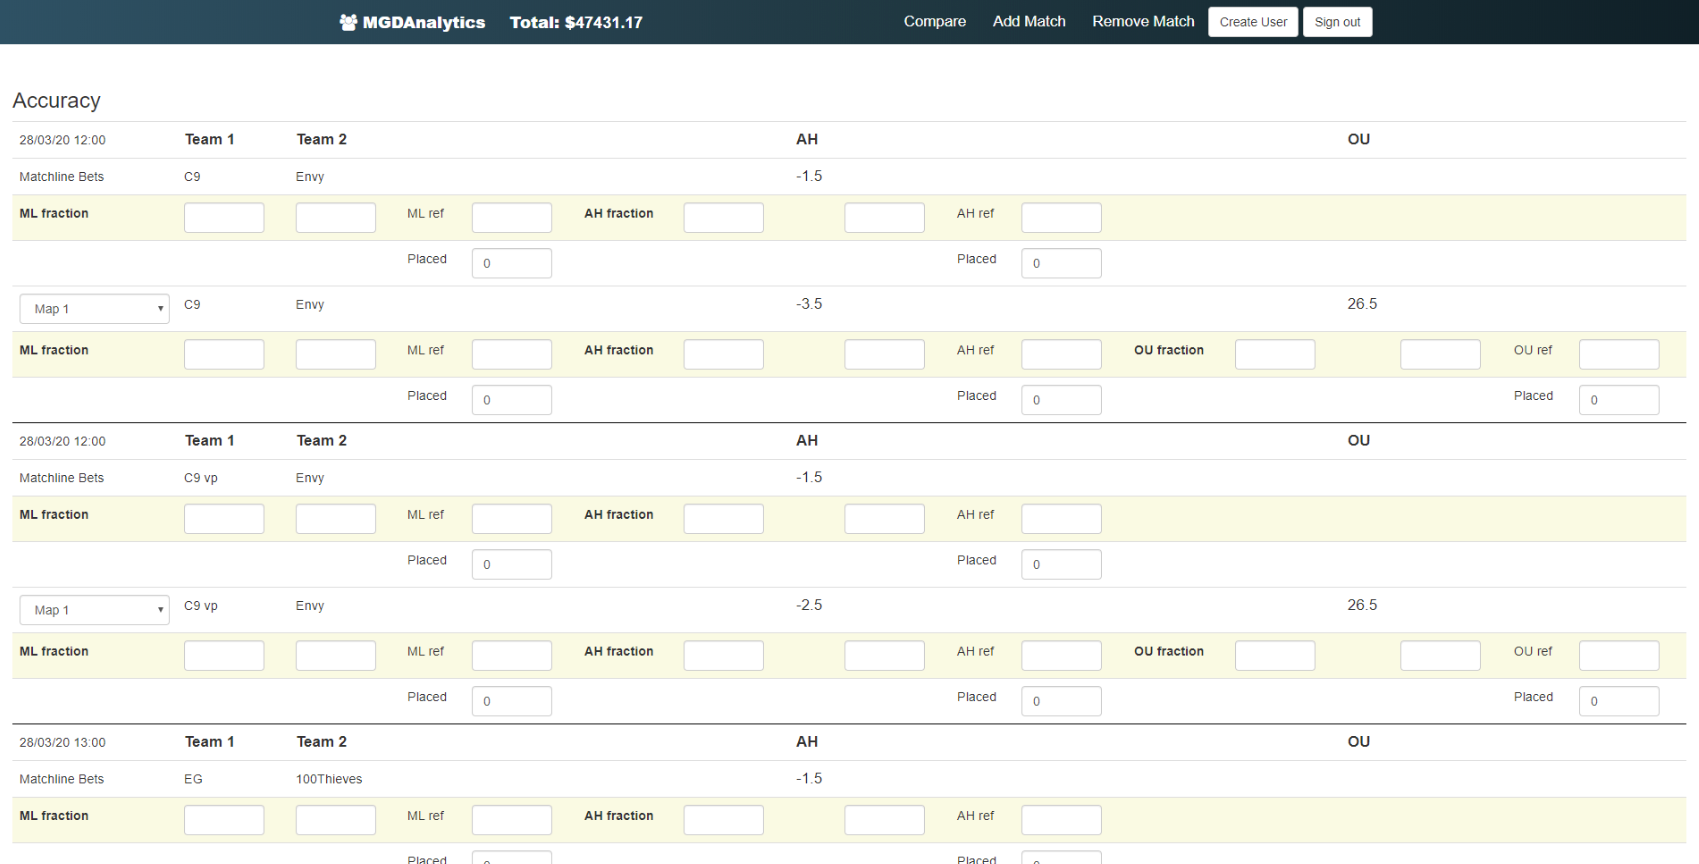 MGDAnalytics Total: $47431.17 Compare Add Match Remove Match Create User Sign out
Accuracy
28/03/20 12:00 Team 1 Team 2 AH OU
Matchline Bets C9 Envy -1.5
ML fraction ML ref AH fraction AH ref
Placed 0 Placed 0
Map 1 C9 Envy -3.5 26.5
ML fraction ML ref AH fraction AH ref OU fraction OU ref
Placed 0 Placed 0 Placed 0
28/03/20 12:00 Team 1 Team 2 AH OU
Matchline Bets C9 vp Envy -1.5
ML fraction ML ref AH fraction AH ref
Placed 0 Placed 0
Map 1 C9 vp Envy -2.5 26.5
ML fraction ML ref AH fraction AH ref OU fraction OU ref
Placed 0 Placed 0 Placed 0
28/03/20 13:00 Team 1 Team 2 AH OU
Matchline Bets EG 100Thieves -1.5
ML fraction ML ref AH fraction AH ref
Placed Placed